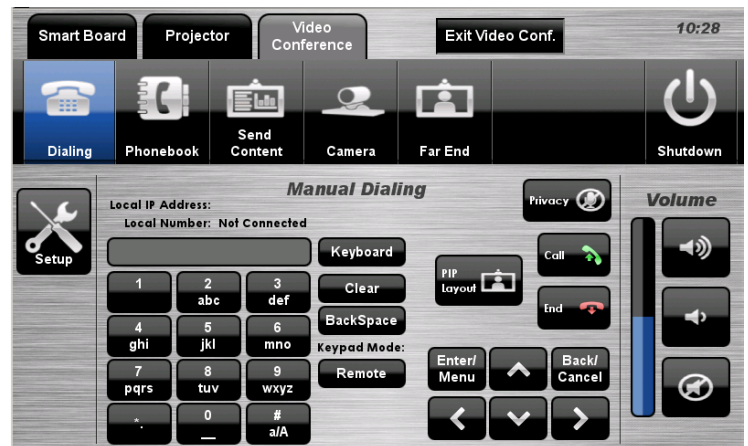 Smart Board
Projector
Video
Conference
Exit Video Conf.
10:28
Dialing
Phonebook
Send
Content
Camera
Far End
Shutdown
Setup
Manual Dialing
Local IP Address:
Local Number: Not Connected
Keyboard
1
2
abc
3
def
Clear
4
ghi
5
jkl
6
mno
BackSpace
Keypad Mode:
7
pqrs
8
tuv
9
wxyz
Remote
*.
0
_
#
a/A
Privacy
PIP
Layout
Call
End
Enter/
Menu
Back/
Cancel
Volume